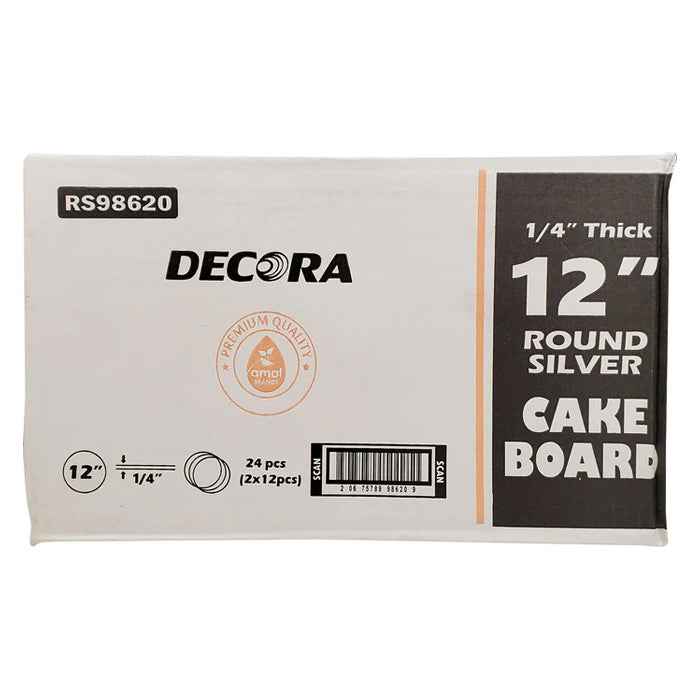 RS98620
DECORA
PREMIUM QUALITY
amal
BRANDS
12”
1/4”
24 pcs
(2x12pcs)
SCAN
SCAN
2 06 75789 98620 9
1/4” Thick
12”
ROUND
SILVER
CAKE
BOARD